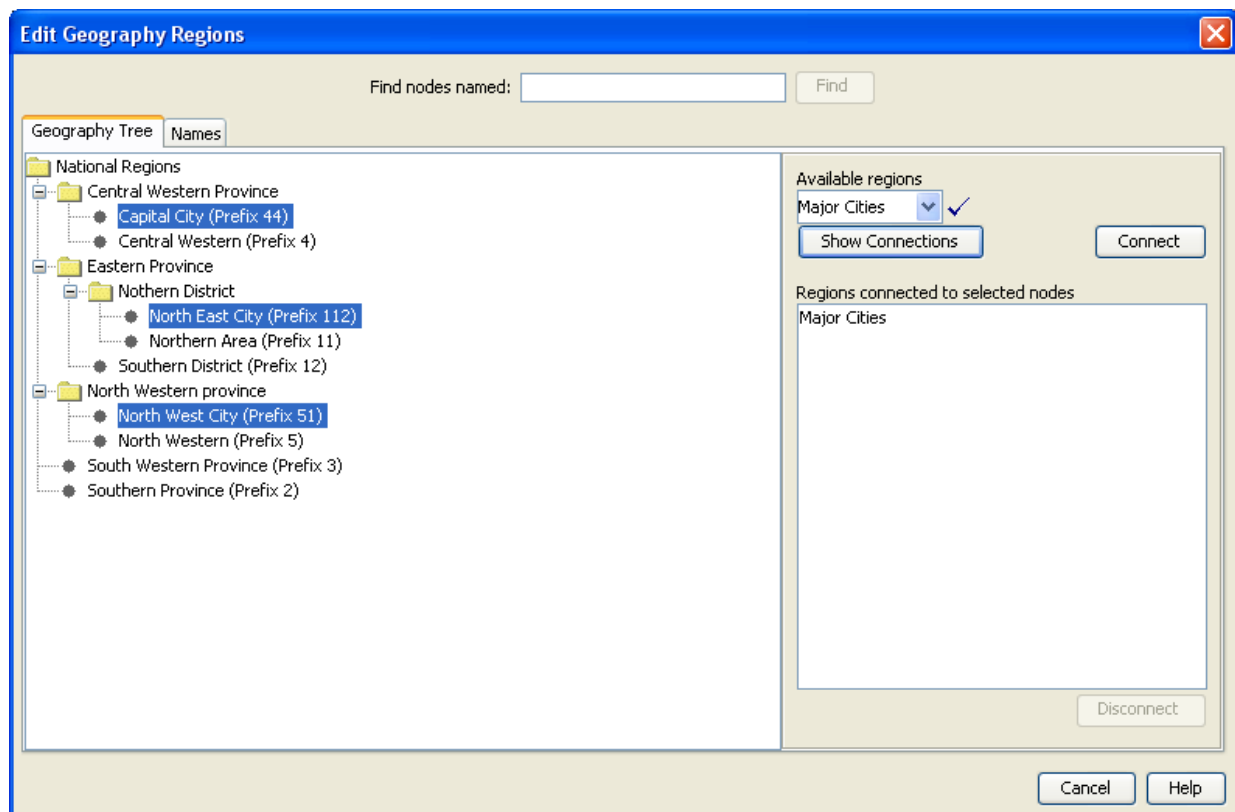 Edit Geography Regions
Find nodes named: Find
Geography Tree Names
National Regions
Central Western Province
Capital City (Prefix 44)
Central Western (Prefix 4)
Eastern Province
Nothern District
North East City (Prefix 112)
Northern Area (Prefix 11)
Southern District (Prefix 12)
North Western province
North West City (Prefix 51)
North Western (Prefix 5)
South Western Province (Prefix 3)
Southern Province (Prefix 2)
Available regions
Major Cities
Show Connections Connect
Regions connected to selected nodes
Major Cities
Disconnect
Cancel Help